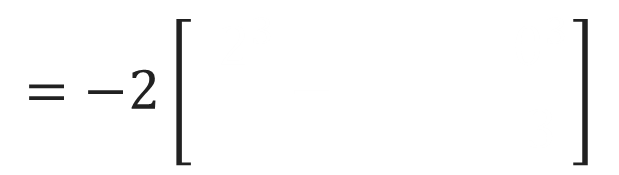 = −2 [ ]